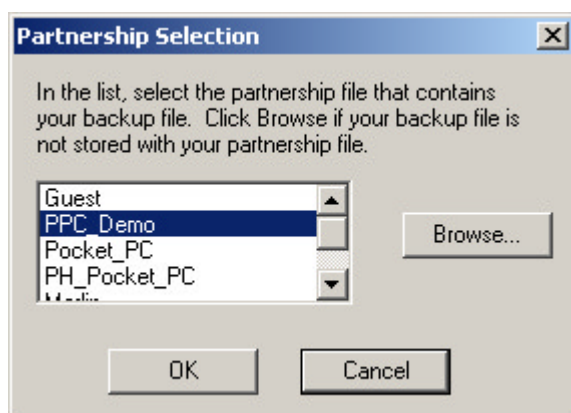 Partnership Selection
In the list, select the partnership file that contains
your backup file. Click Browse if your backup file is
not stored with your partnership file.
Guest
PPC_Demo
Pocket_PC
PH_Pocket_PC
Browse...
OK
Cancel